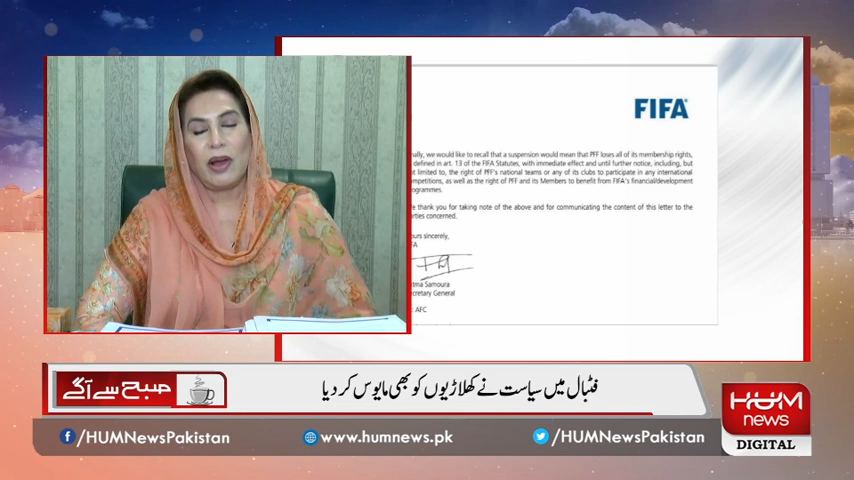 FIFA
ally, we would like to recall that a suspension would mean that PFF loses all of its membership rights,
defined in art. 13 of the FIFA Statutes, with immediate effect and until further notice, including, but
t limited to, the right of PFF's national teams or any of its clubs to participate in any international
mpetitions, as well as the right of PFF and its Members to benefit from FIFA's financial/development
ogrammes.
e thank you for taking note of the above and for communicating the content of this letter to the
rties concerned.
ours sincerely,
FA
tma Samoura
ecretary General
: AFC
صبح سے آگے
فٹبال میں سیاست نے کھلاڑیوں کو بھی مایوس کر دیا
HUM
news
DIGITAL
/HUMNewsPakistan
www.humnews.pk
/HUMNewsPakistan